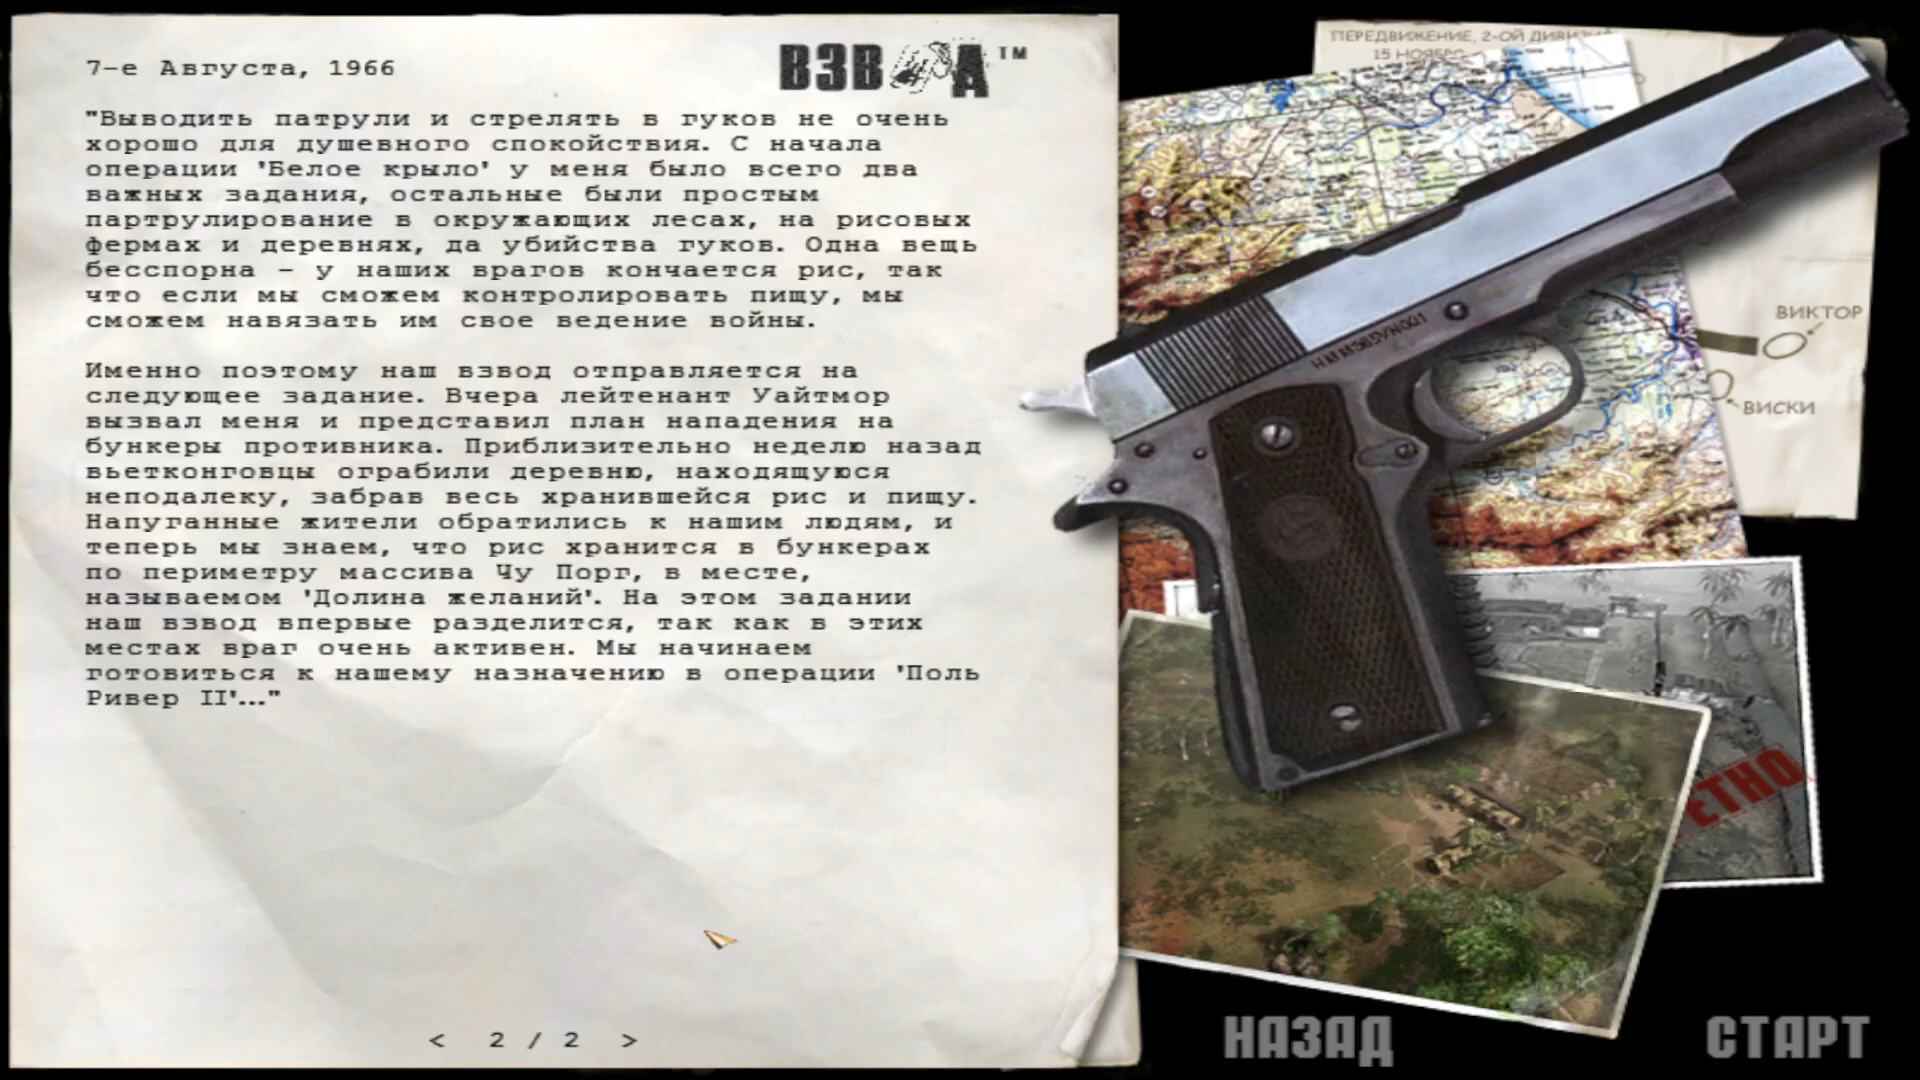 7-е Августа, 1966
ВЗВ А ™
"Выводить патрули и стрелять в гуков не очень
хорошо для душевного спокойствия. С начала
операции 'Белое крыло' у меня было всего два
важных задания, остальные были простым
партрулирование в окружающих лесах, на рисовых
фермах и деревнях, да убийства гуков. Одна вещь
бесспорна – у наших врагов кончается рис, так
что если мы сможем контролировать пищу, мы
сможем навязать им свое ведение войны.
Именно поэтому наш взвод отправляется на
следующее задание. Вчера лейтенант Уайтмор
вызвал меня и представил план нападения на
бункеры противника. Приблизительно неделю назад
вьетконговцы ограбили деревню, находящуюся
неподалеку, забрав весь хранившейся рис и пищу.
Напуганные жители обратились к нашим людям, и
теперь мы знаем, что рис хранится в бункерах
по периметру массива Чу Порг, в месте,
называемом 'Долина желаний'. На этом задании
наш взвод впервые разделится, так как в этих
местах враг очень активен. Мы начинаем
готовиться к нашему назначению в операции 'Поль
Ривер II'…"
< 2 / 2 >
ПЕРЕДВИЖЕНИЕ, 2-ОЙ
15 НОЯБРЯ
ВИКТОР
ВИСКИ
ЕТНО
НАЗАД
СТАРТ